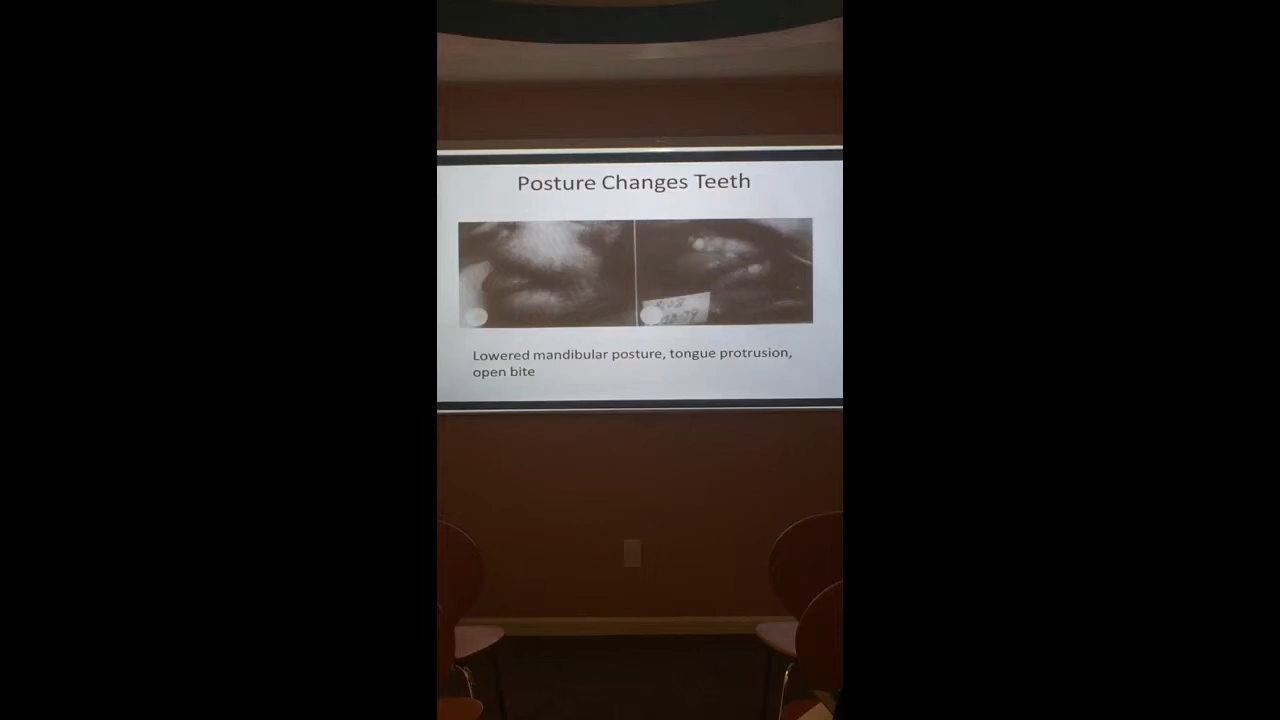 Posture Changes Teeth
Lowered mandibular posture, tongue protrusion,
open bite